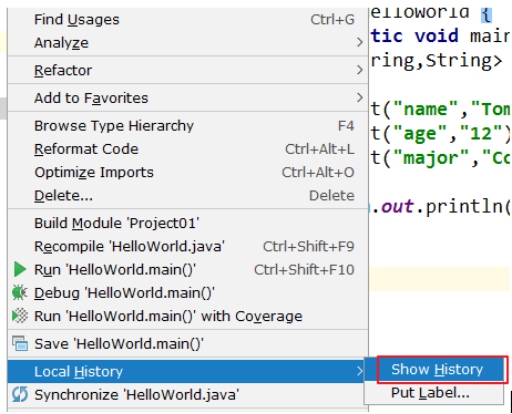 Find Usages Ctrl+G
Analyze
Refactor
Add to Favorites
Browse Type Hierarchy F4
Reformat Code Ctrl+Alt+L
Optimize Imports Ctrl+Alt+O
Delete... Delete
Build Module 'Project01'
Recompile 'HelloWorld.java' Ctrl+Shift+F9
Run 'HelloWorld.main()' Ctrl+Shift+F10
Debug 'HelloWorld.main()'
Run 'HelloWorld.main()' with Coverage
Save 'HelloWorld.main()'
Local History
Synchronize 'HelloWorld.java'
Show History
Put Label...
elloworld {
tic void main
ring,String>
t("name","Tom
t("age","12")
t("major","Co
.out.println(